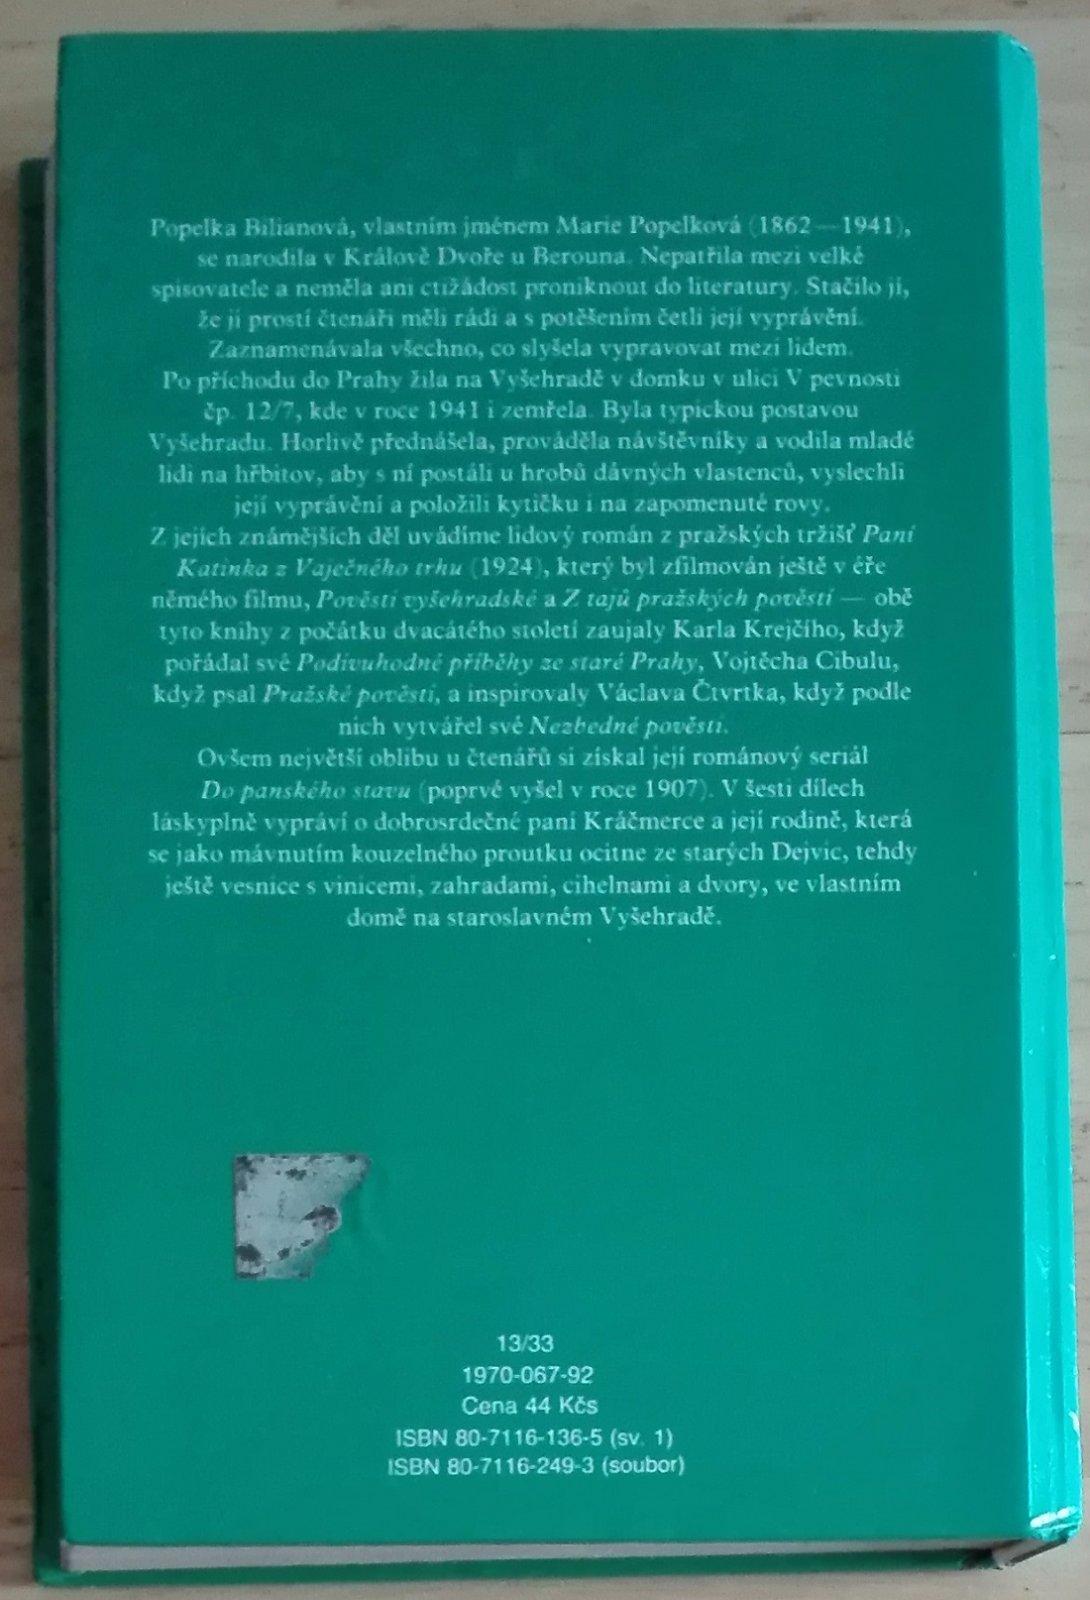 Popelka Bilianová, vlastním jménem Marie Popelková (1862—1941),
se narodila v Králově Dvoře u Berouna. Nepatřila mezi velké
spisovatele a neměla ani ctižádost proniknout do literatury. Stačilo jí,
že ji prostí čtenáři měli rádi a s potěšením četli její vyprávění.
Zaznamenávala všechno, co slyšela vypravovat mezi lidem.
Po příchodu do Prahy žila na Vyšehradě v domku v ulici V pevnosti
čp. 12/7, kde v roce 1941 i zemřela. Byla typickou postavou
Vyšehradu. Horlivě přednášela, prováděla návštěvníky a vodila mladé
lidi na hřbitov, aby s ní postáli u hrobů dávných vlastenců, vyslechli
její vyprávění a položili kytičku i na zapomenuté rovy.
Z jejích známějších děl uvádíme lidový román z pražských tržišť Paní
Katinka z Vaječného trhu (1924), který byl zfilmován ještě v éře
němého filmu, Pověsti vyšehradské a Z tajů pražských pověstí — obě
tyto knihy z počátku dvacátého století zaujaly Karla Krejčího, když
pořádal své Podivuhodné příběhy ze staré Prahy, Vojtěcha Cibulu,
když psal Pražské pověsti, a inspirovaly Václava Čtvrtka, když podle
nich vytvářel své Nezbedné pověsti.
Ovšem největší oblibu u čtenářů si získal její románový seriál
Do panského stavu (poprvé vyšel v roce 1907). V šesti dílech
láskyplně vypráví o dobrosrdečné paní Kráčmerce a její rodině, která
se jako mávnutím kouzelného proutku ocitne ze starých Dejvic, tehdy
ještě vesnice s vinicemi, zahradami, cihelnami a dvory, ve vlastním
domě na staroslavném Vyšehradě.
13/33
1970-067-92
Cena 44 Kčs
ISBN 80-7116-136-5 (sv. 1)
ISBN 80-7116-249-3 (soubor)